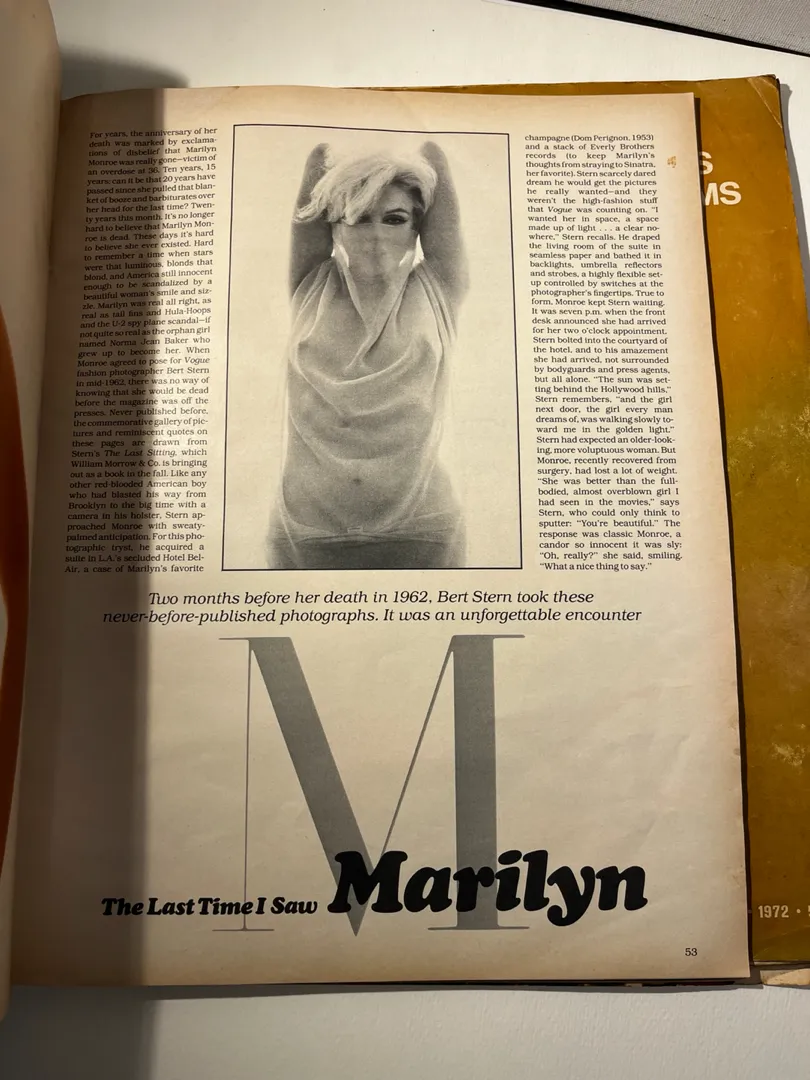 For years, the anniversary of her
death was marked by exclama-
tions of disbelief that Marilyn
Monroe was really gone—victim of
an overdose at 36. Ten years, 15
years; can it be that 20 years have
passed since she pulled that blan-
ket of booze and barbiturates over
her head for the last time? Twen-
ty years this month. It's no longer
hard to believe that Marilyn Mon-
roe is dead. These days it's hard
to believe she ever existed. Hard
to remember a time when stars
were that luminous, blonds that
blond, and America still innocent
enough to be scandalized by a
beautiful woman's smile and siz-
zle. Marilyn was real all right, as
real as tail fins and Hula-Hoops
and the U-2 spy plane scandal—if
not quite so real as the orphan girl
named Norma Jean Baker who
grew up to become her. When
Monroe agreed to pose for Vogue
fashion photographer Bert Stern
in mid-1962, there was no way of
knowing that she would be dead
before the magazine was off the
presses. Never published before,
the commemorative gallery of pic-
tures and reminiscent quotes on
these pages are drawn from
Stern's The Last Sitting, which
William Morrow & Co. is bringing
out as a book in the fall. Like any
other red-blooded American boy
who had blasted his way from
Brooklyn to the big time with a
camera in his holster, Stern ap-
proached Monroe with sweaty-
palmed anticipation. For this pho-
tographic tryst, he acquired a
suite in L.A.'s secluded Hotel Bel-
Air, a case of Marilyn's favorite
champagne (Dom Perignon, 1953)
and a stack of Everly Brothers
records (to keep Marilyn's
thoughts from straying to Sinatra,
her favorite). Stern scarcely dared
dream he would get the pictures
he really wanted—and they
weren't the high-fashion stuff
that Vogue was counting on. "I
wanted her in space, a space
made up of light . . . a clear no-
where," Stern recalls. He draped
the living room of the suite in
seamless paper and bathed it in
backlights, umbrella reflectors
and strobes, a highly flexible set-
up controlled by switches at the
photographer's fingertips. True to
form, Monroe kept Stern waiting.
It was seven p.m. when the front
desk announced she had arrived
for her two o'clock appointment.
Stern bolted into the courtyard of
the hotel, and to his amazement
she had arrived, not surrounded
by bodyguards and press agents,
but all alone. "The sun was set-
ting behind the Hollywood hills,"
Stern remembers, "and the girl
next door, the girl every man
dreams of, was walking slowly to-
ward me in the golden light."
Stern had expected an older-look-
ing, more voluptuous woman. But
Monroe, recently recovered from
surgery, had lost a lot of weight.
"She was better than the full-
bodied, almost overblown girl I
had seen in the movies," says
Stern, who could only think to
sputter: "You're beautiful." The
response was classic Monroe, a
candor so innocent it was sly:
"Oh, really?" she said, smiling.
"What a nice thing to say."
Two months before her death in 1962, Bert Stern took these
never-before-published photographs. It was an unforgettable encounter
M
The Last Time I Saw Marilyn
53
S
MS
1972 •